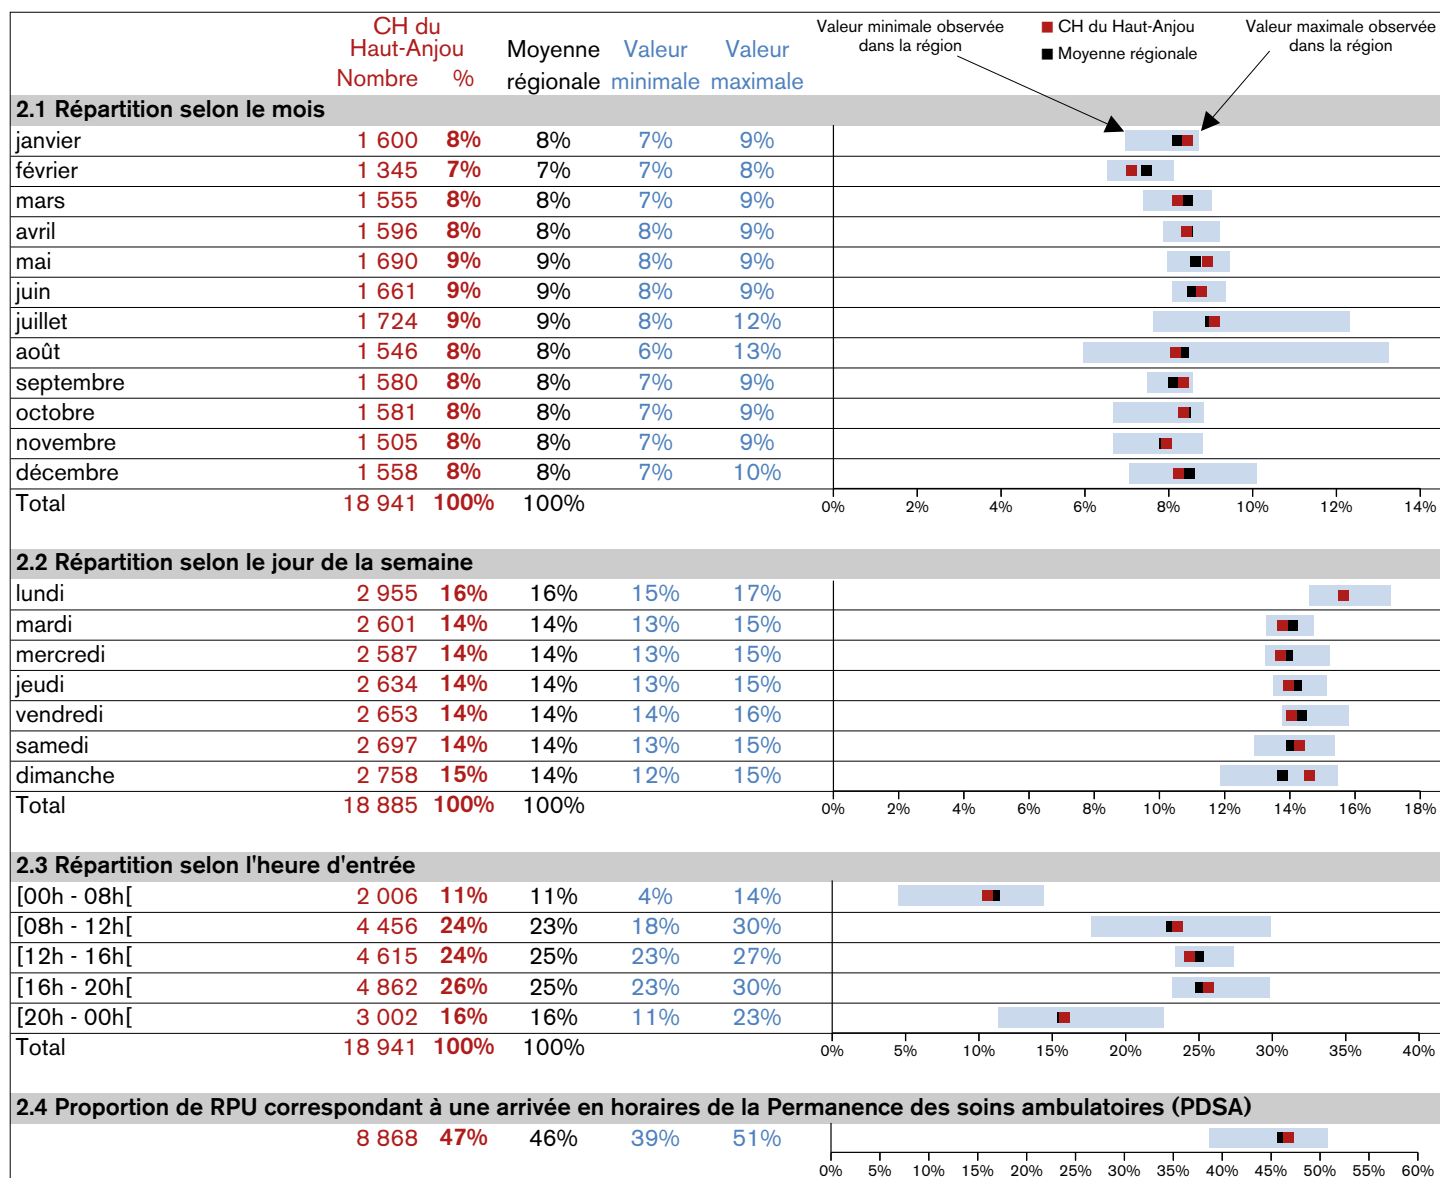 CH du Haut-Anjou Moyenne régionale Valeur minimale Valeur maximale
Nombre %
Valeur minimale observée dans la région
■ CH du Haut-Anjou
■ Moyenne régionale
Valeur maximale observée dans la région
2.1 Répartition selon le mois
janvier 1 600 8% 8% 7% 9%
février 1 345 7% 7% 7% 8%
mars 1 555 8% 8% 7% 9%
avril 1 596 8% 8% 8% 9%
mai 1 690 9% 9% 8% 9%
juin 1 661 9% 9% 8% 9%
juillet 1 724 9% 9% 8% 12%
août 1 546 8% 8% 6% 13%
septembre 1 580 8% 8% 7% 9%
octobre 1 581 8% 8% 7% 9%
novembre 1 505 8% 8% 7% 9%
décembre 1 558 8% 8% 7% 10%
Total 18 941 100% 100%
0% 2% 4% 6% 8% 10% 12% 14%
2.2 Répartition selon le jour de la semaine
lundi 2 955 16% 16% 15% 17%
mardi 2 601 14% 14% 13% 15%
mercredi 2 587 14% 14% 13% 15%
jeudi 2 634 14% 14% 13% 15%
vendredi 2 653 14% 14% 14% 16%
samedi 2 697 14% 14% 13% 15%
dimanche 2 758 15% 14% 12% 15%
Total 18 885 100% 100%
0% 2% 4% 6% 8% 10% 12% 14% 16% 18%
2.3 Répartition selon l'heure d'entrée
[00h - 08h[ 2 006 11% 11% 4% 14%
[08h - 12h[ 4 456 24% 23% 18% 30%
[12h - 16h[ 4 615 24% 25% 23% 27%
[16h - 20h[ 4 862 26% 25% 23% 30%
[20h - 00h[ 3 002 16% 16% 11% 23%
Total 18 941 100% 100%
0% 5% 10% 15% 20% 25% 30% 35% 40%
2.4 Proportion de RPU correspondant à une arrivée en horaires de la Permanence des soins ambulatoires (PDSA)
8 868 47% 46% 39% 51%
0% 5% 10% 15% 20% 25% 30% 35% 40% 45% 50% 55% 60%